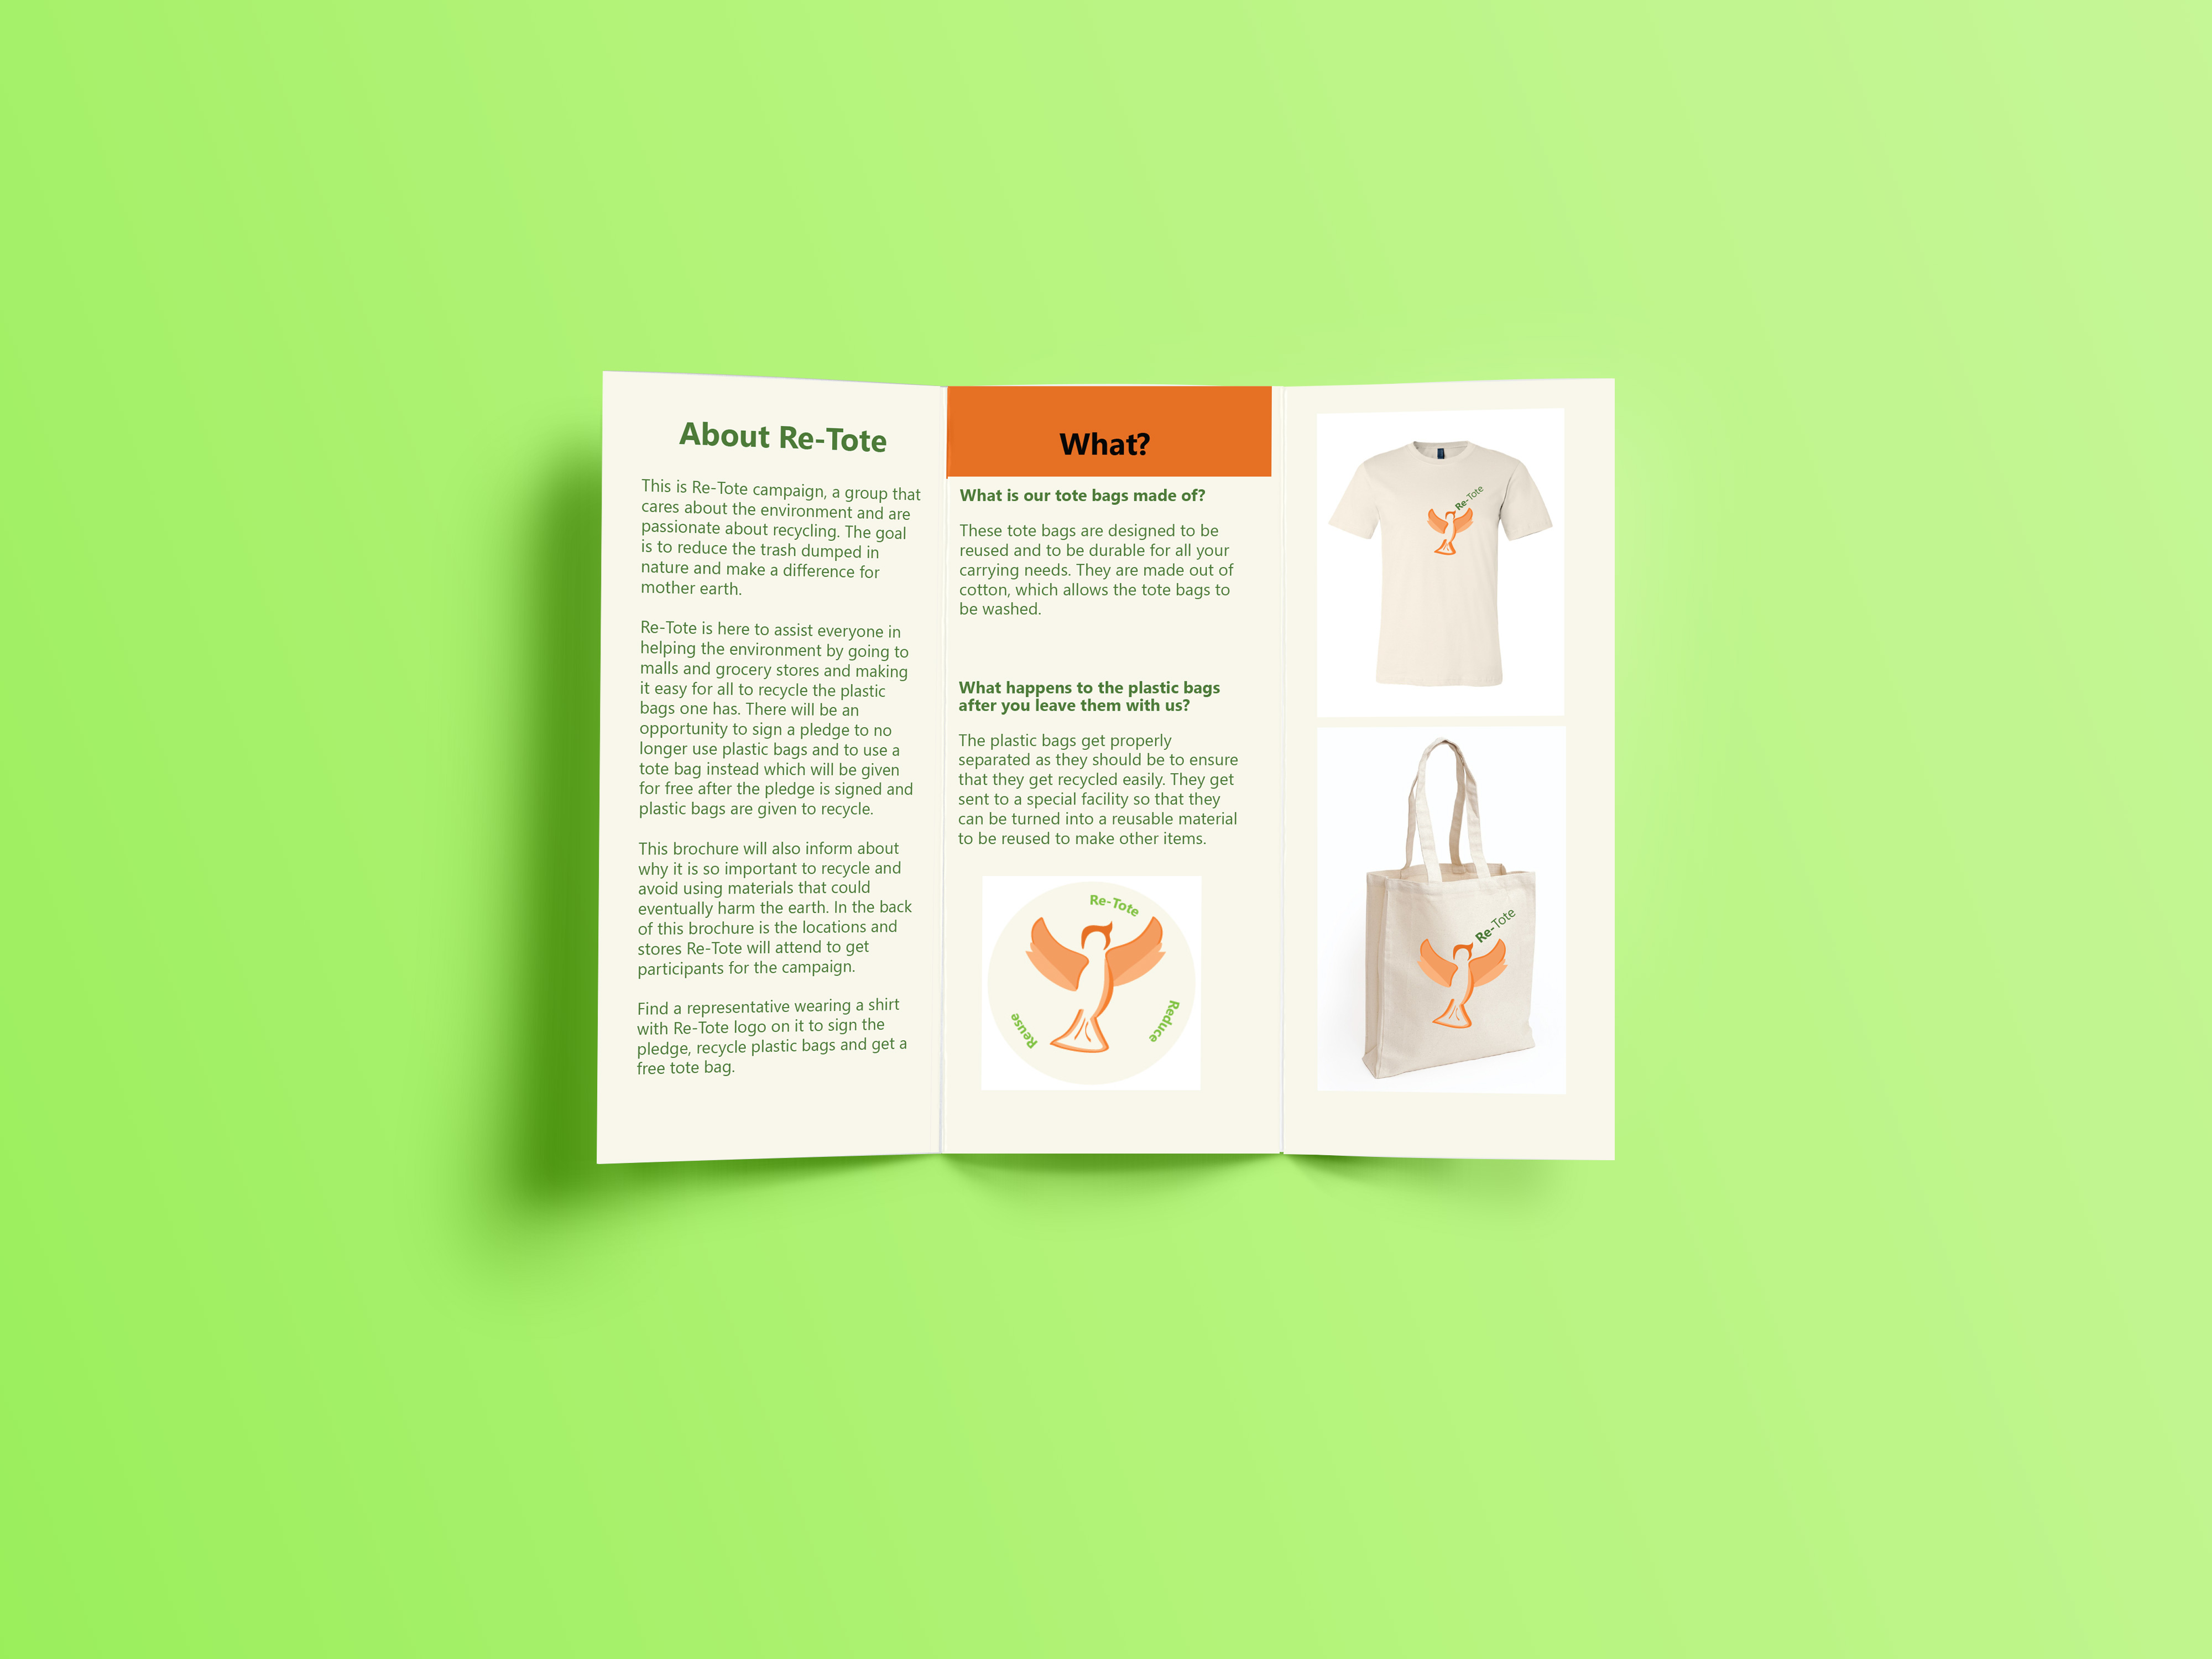 About Re-Tote
This is Re-Tote campaign, a group that
cares about the environment and are
passionate about recycling. The goal
is to reduce the trash dumped in
nature and make a difference for
mother earth.
Re-Tote is here to assist everyone in
helping the environment by going to
malls and grocery stores and making
it easy for all to recycle the plastic
bags one has. There will be an
opportunity to sign a pledge to no
longer use plastic bags and to use a
tote bag instead which will be given
for free after the pledge is signed and
plastic bags are given to recycle.
This brochure will also inform about
why it is so important to recycle and
avoid using materials that could
eventually harm the earth. In the back
of this brochure is the locations and
stores Re-Tote will attend to get
participants for the campaign.
Find a representative wearing a shirt
with Re-Tote logo on it to sign the
pledge, recycle plastic bags and get a
free tote bag.
What?
What is our tote bags made of?
These tote bags are designed to be
reused and to be durable for all your
carrying needs. They are made out of
cotton, which allows the tote bags to
be washed.
What happens to the plastic bags
after you leave them with us?
The plastic bags get properly
separated as they should be to ensure
that they get recycled easily. They get
sent to a special facility so that they
can be turned into a reusable material
to be reused to make other items.
Re-Tote
Reduce
Reuse
Re-Tote
Re-Tote